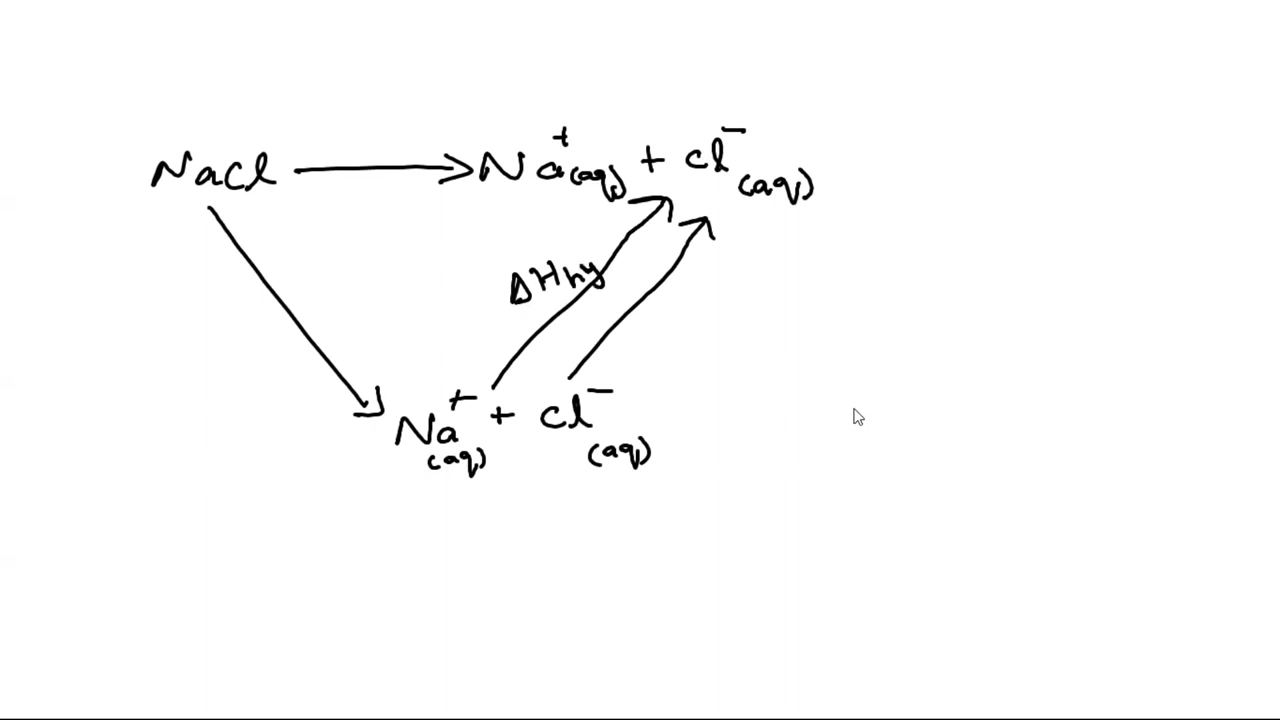 NaCl ⟶ Na⁺(aq) + Cl⁻(aq)
ΔHhy
Na⁺(aq) + Cl⁻(aq)